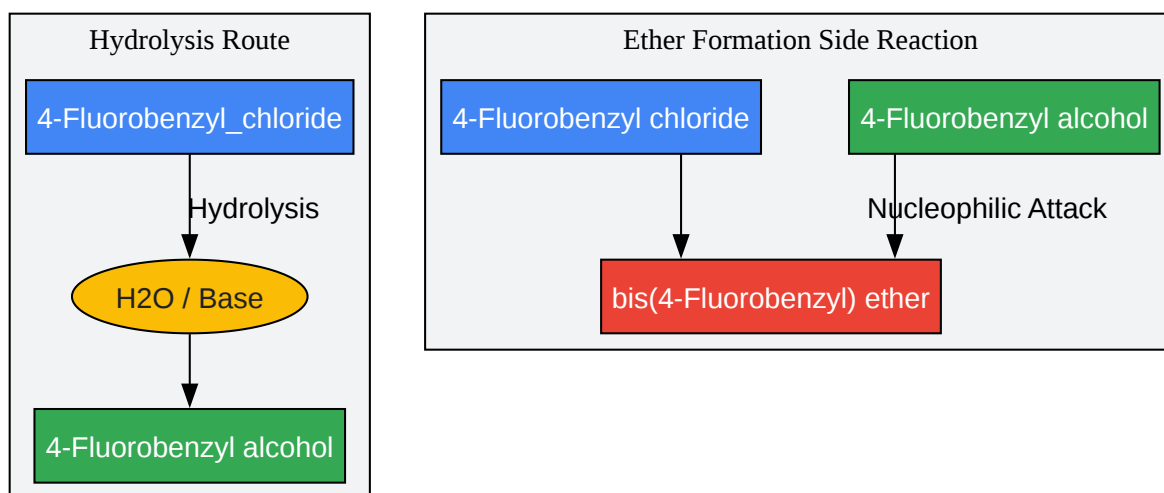 Hydrolysis Route
4-Fluorobenzyl_chloride
Hydrolysis
H2O / Base
4-Fluorobenzyl alcohol
Ether Formation Side Reaction
4-Fluorobenzyl chloride
4-Fluorobenzyl alcohol
Nucleophilic Attack
bis(4-Fluorobenzyl) ether